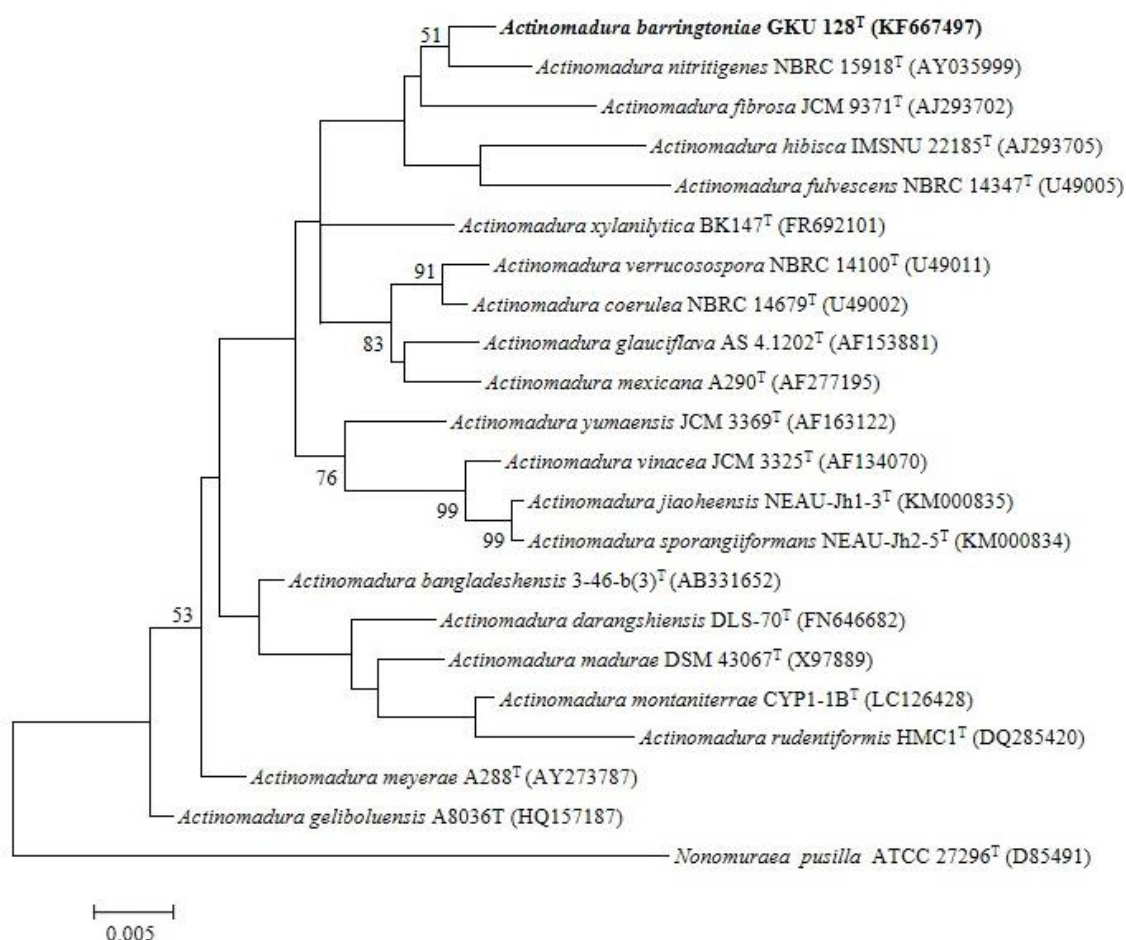 51
Actinomadura barringtoniae GKU 128ᵀ (KF667497)
Actinomadura nitritigenes NBRC 15918ᵀ (AY035999)
Actinomadura fibrosa JCM 9371ᵀ (AJ293702)
Actinomadura hibisca IMSNU 22185ᵀ (AJ293705)
Actinomadura fulvescens NBRC 14347ᵀ (U49005)
Actinomadura xylanilytica BK147ᵀ (FR692101)
91
Actinomadura verrucosospora NBRC 14100ᵀ (U49011)
Actinomadura coerulea NBRC 14679ᵀ (U49002)
83
Actinomadura glauciflava AS 4.1202ᵀ (AF153881)
Actinomadura mexicana A290ᵀ (AF277195)
Actinomadura yumaensis JCM 3369ᵀ (AF163122)
76
Actinomadura vinacea JCM 3325ᵀ (AF134070)
99
Actinomadura jiaoheensis NEAU-Jh1-3ᵀ (KM000835)
99
Actinomadura sporangiiformans NEAU-Jh2-5ᵀ (KM000834)
Actinomadura bangladeshensis 3-46-b(3)ᵀ (AB331652)
53
Actinomadura darangshiensis DLS-70ᵀ (FN646682)
Actinomadura madurae DSM 43067ᵀ (X97889)
Actinomadura montaniterrae CYP1-1Bᵀ (LC126428)
Actinomadura rudentiformis HMC1ᵀ (DQ285420)
Actinomadura meyerae A288ᵀ (AY273787)
Actinomadura geliboluensis A8036T (HQ157187)
Nonomuraea pusilla ATCC 27296ᵀ (D85491)
0.005